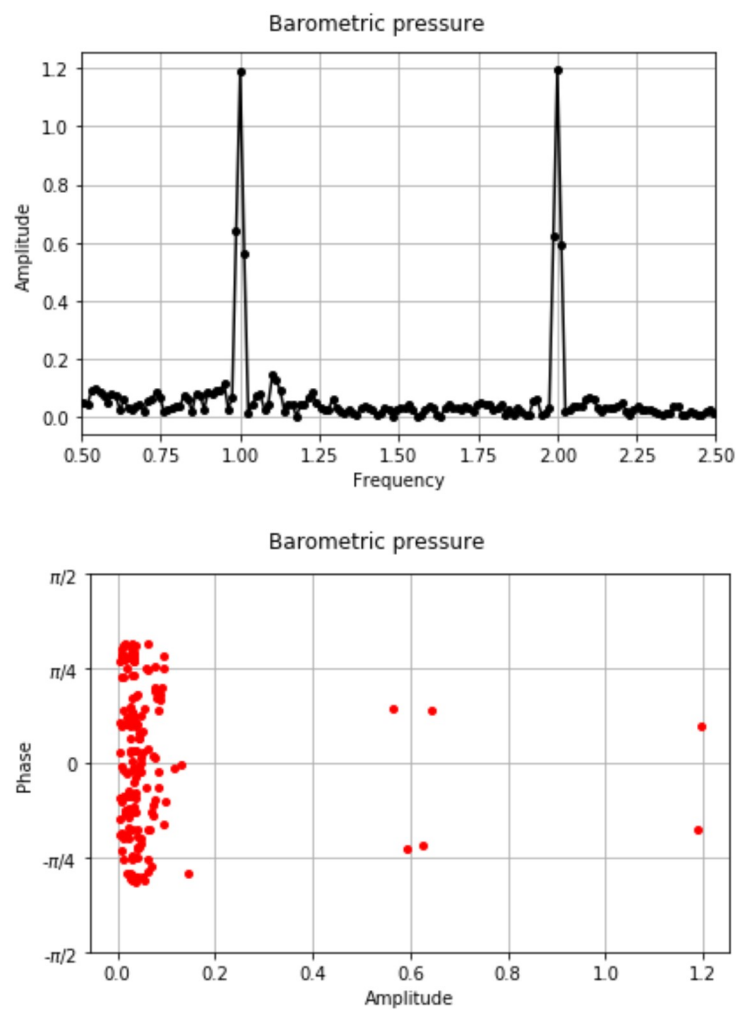 Barometric pressure
1.2
1.0
0.8
0.6
0.4
0.2
0.0
Amplitude
0.50 0.75 1.00 1.25 1.50 1.75 2.00 2.25 2.50
Frequency
Barometric pressure
π/2
π/4
0
-π/4
-π/2
Phase
0.0 0.2 0.4 0.6 0.8 1.0 1.2
Amplitude